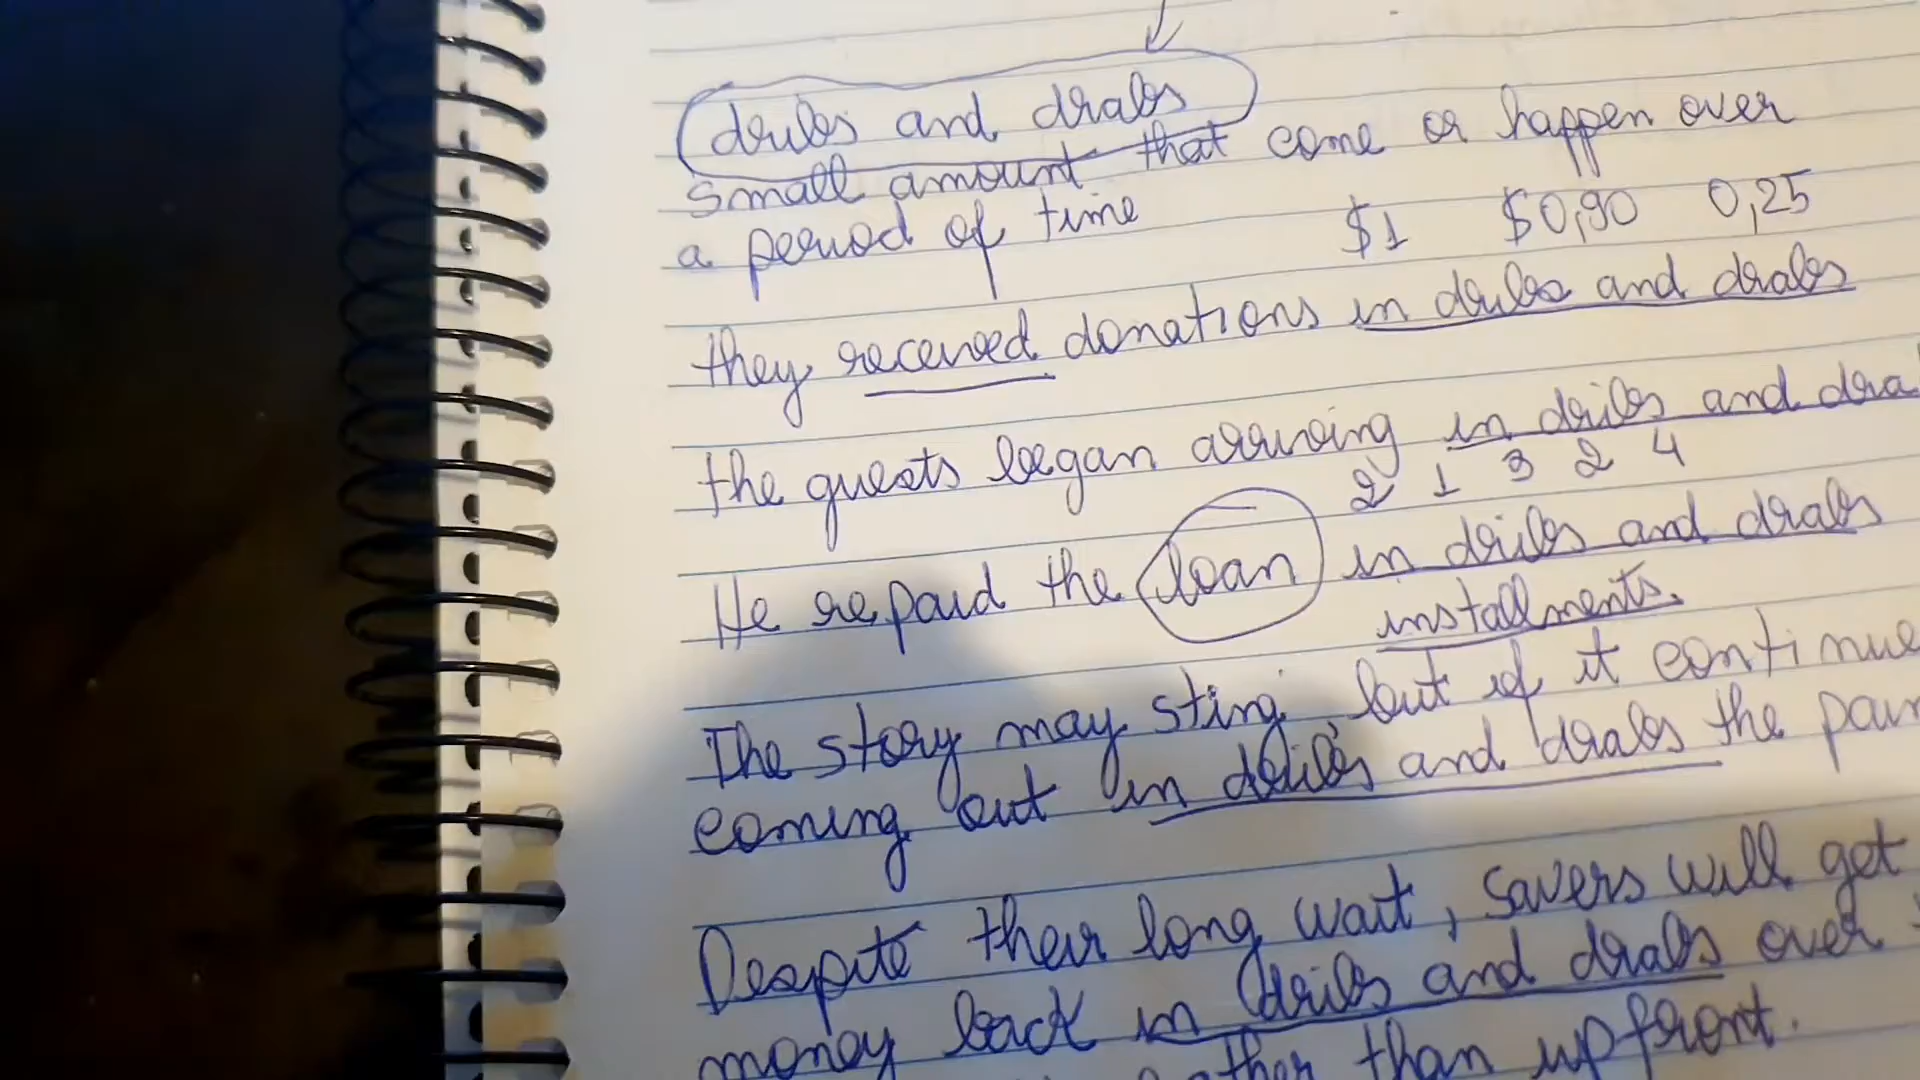 dribs and drabs
small amount that come or happen over
a period of time $1 $0,90 0,25
they received donations in dribs and drabs
the guests began arriving in dribs and
2 1 3 2 4
He repaid the loan in dribs and drabs
installments.
The story may sting, but if it
coming out in dribs and drabs the
Despite their long wait, savers will get
money back in dribs and drabs over
than upfront.